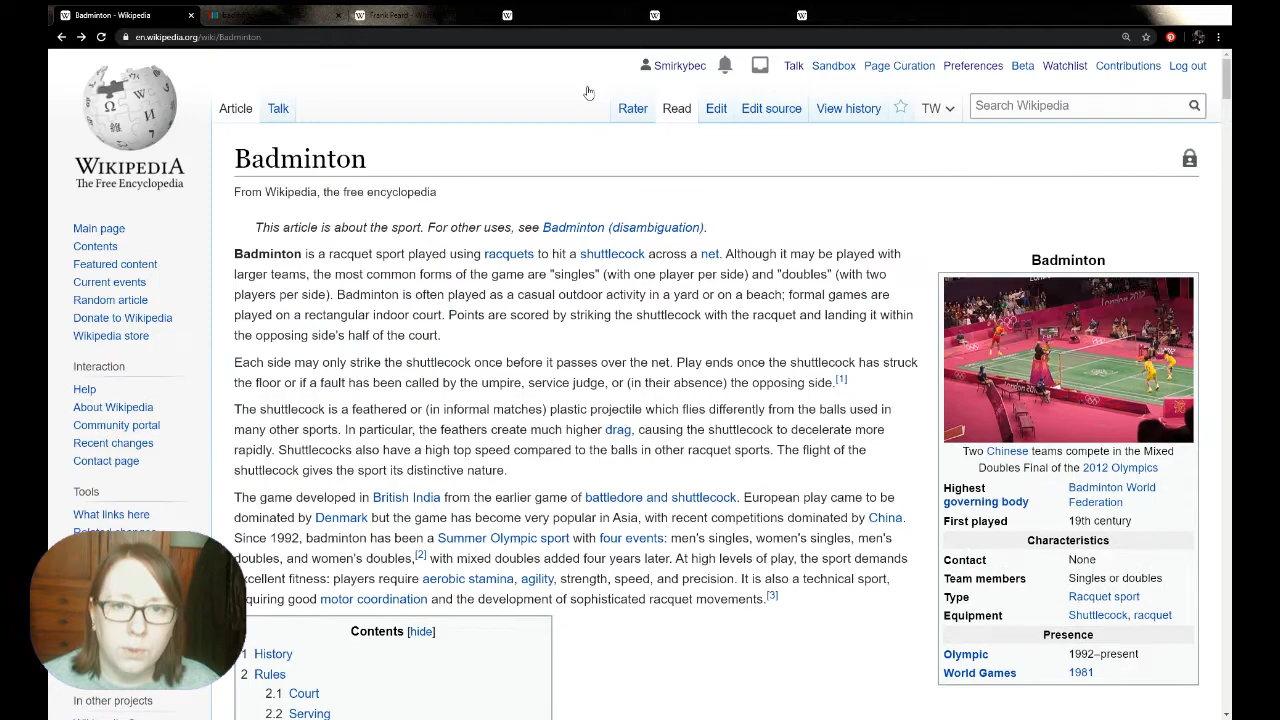 Badminton - Wikipedia
Frank Peard - Wi
en.wikipedia.org/wiki/Badminton
Smirkybec Talk Sandbox Page Curation Preferences Beta Watchlist Contributions Log out
Article Talk Rater Read Edit Edit source View history TW Search Wikipedia
WIKIPEDIA
The Free Encyclopedia
Main page
Contents
Featured content
Current events
Random article
Donate to Wikipedia
Wikipedia store
Interaction
Help
About Wikipedia
Community portal
Recent changes
Contact page
Tools
What links here
Related changes
In other projects
Badminton
From Wikipedia, the free encyclopedia
This article is about the sport. For other uses, see Badminton (disambiguation).
Badminton is a racquet sport played using racquets to hit a shuttlecock across a net. Although it may be played with
larger teams, the most common forms of the game are "singles" (with one player per side) and "doubles" (with two
players per side). Badminton is often played as a casual outdoor activity in a yard or on a beach; formal games are
played on a rectangular indoor court. Points are scored by striking the shuttlecock with the racquet and landing it within
the opposing side's half of the court.
Each side may only strike the shuttlecock once before it passes over the net. Play ends once the shuttlecock has struck
the floor or if a fault has been called by the umpire, service judge, or (in their absence) the opposing side.[1]
The shuttlecock is a feathered or (in informal matches) plastic projectile which flies differently from the balls used in
many other sports. In particular, the feathers create much higher drag, causing the shuttlecock to decelerate more
rapidly. Shuttlecocks also have a high top speed compared to the balls in other racquet sports. The flight of the
shuttlecock gives the sport its distinctive nature.
The game developed in British India from the earlier game of battledore and shuttlecock. European play came to be
dominated by Denmark but the game has become very popular in Asia, with recent competitions dominated by China.
Since 1992, badminton has been a Summer Olympic sport with four events: men's singles, women's singles, men's
doubles, and women's doubles,[2] with mixed doubles added four years later. At high levels of play, the sport demands
xcellent fitness: players require aerobic stamina, agility, strength, speed, and precision. It is also a technical sport,
quiring good motor coordination and the development of sophisticated racquet movements.[3]
Contents [hide]
1 History
2 Rules
2.1 Court
2.2 Serving
Badminton
Two Chinese teams compete in the Mixed
Doubles Final of the 2012 Olympics
Highest governing body Badminton World Federation
First played 19th century
Characteristics
Contact None
Team members Singles or doubles
Type Racquet sport
Equipment Shuttlecock, racquet
Presence
Olympic 1992–present
World Games 1981